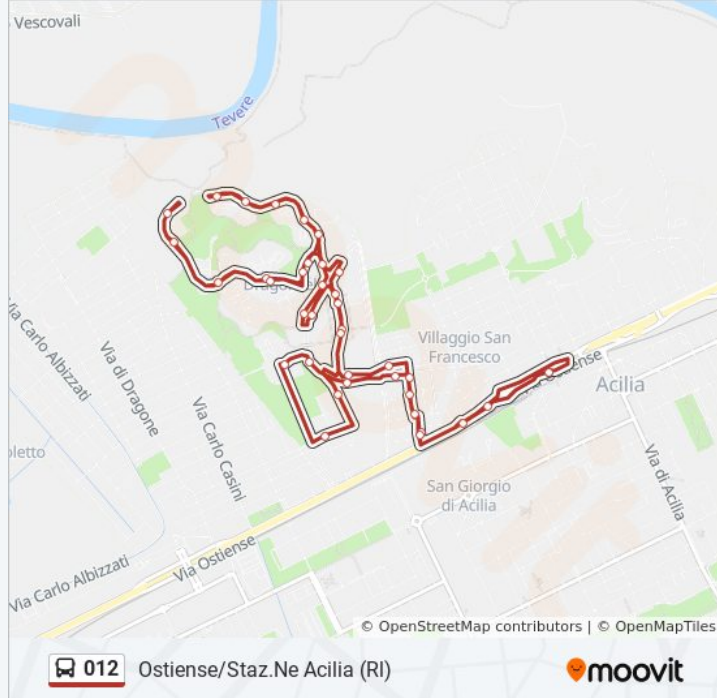 Vescovali
Tevere
Via Carlo Albizzati
Via di Dragone
Via Carlo Casini
Villaggio San
Francesco
Ostiense
Acilia
oletto
San Giorgio
di Acilia
Via di Acilia
Via Ostiense
Via Carlo Albizzati
© OpenStreetMap contributors | © OpenMapTiles
012 Ostiense/Staz.Ne Acilia (Rl)
moovit